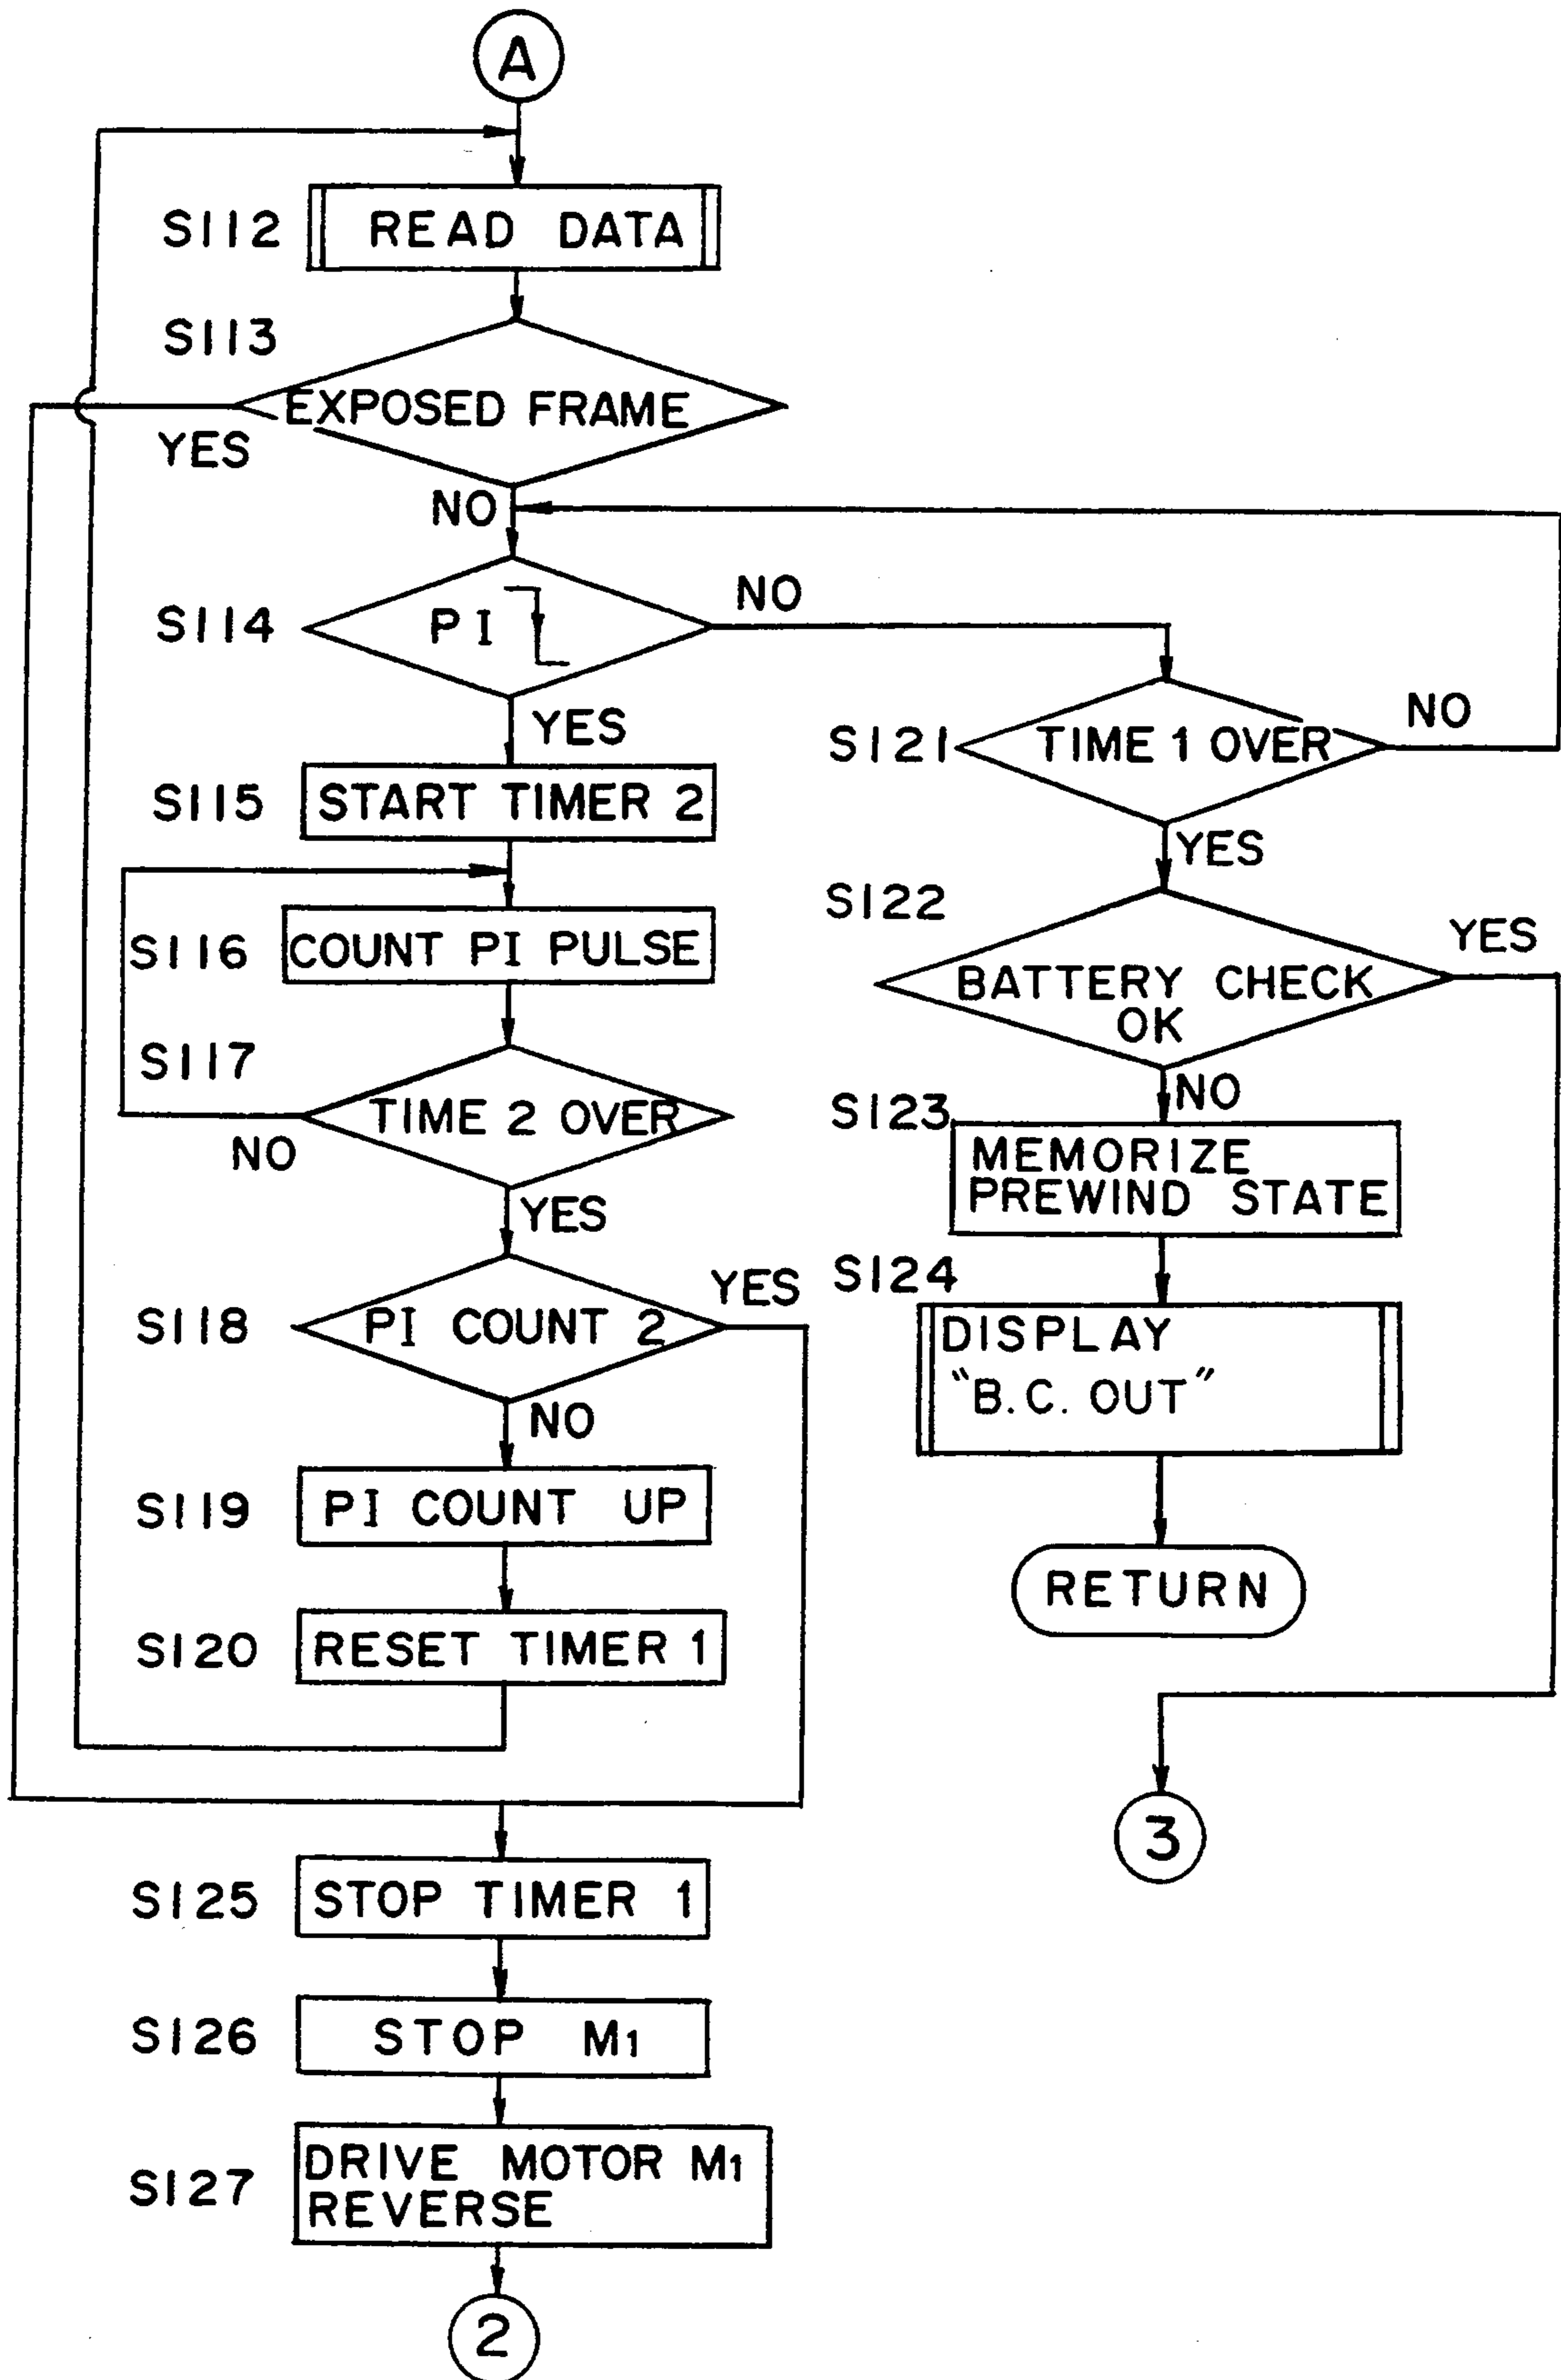 A
S112
READ DATA
S113
EXPOSED FRAME
YES
NO
S114
PI
NO
YES
S115
START TIMER 2
S116
COUNT PI PULSE
S117
TIME 2 OVER
NO
YES
S118
PI COUNT 2
YES
NO
S119
PI COUNT UP
S120
RESET TIMER 1
S121
TIME 1 OVER
NO
YES
S122
BATTERY CHECK
OK
YES
NO
S123
MEMORIZE
PREWIND STATE
S124
DISPLAY
"B.C. OUT"
RETURN
3
S125
STOP TIMER 1
S126
STOP M1
S127
DRIVE MOTOR M1
REVERSE
2